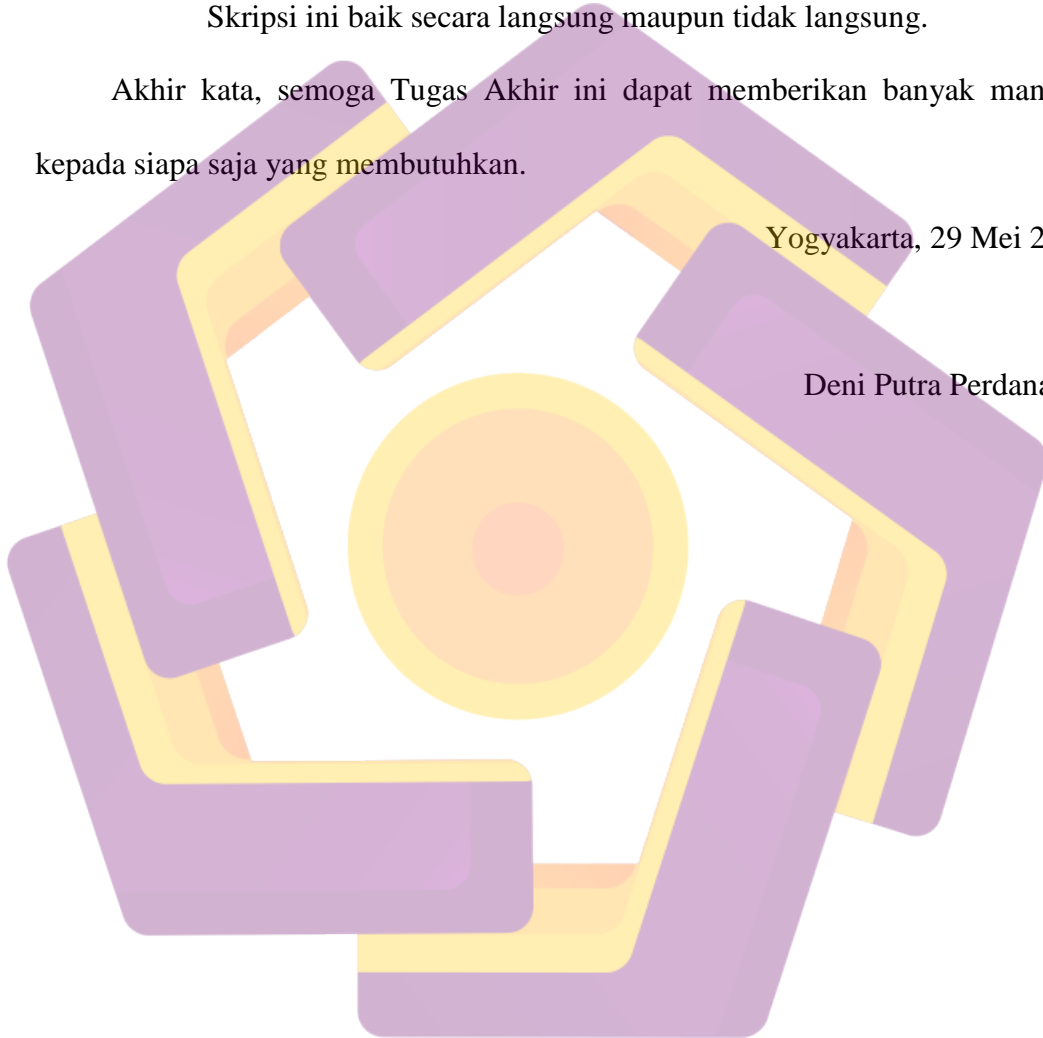 Skripsi ini baik secara langsung maupun tidak langsung.
Akhir kata, semoga Tugas Akhir ini dapat memberikan banyak man
kepada siapa saja yang membutuhkan.
Yogyakarta, 29 Mei 2
Deni Putra Perdana